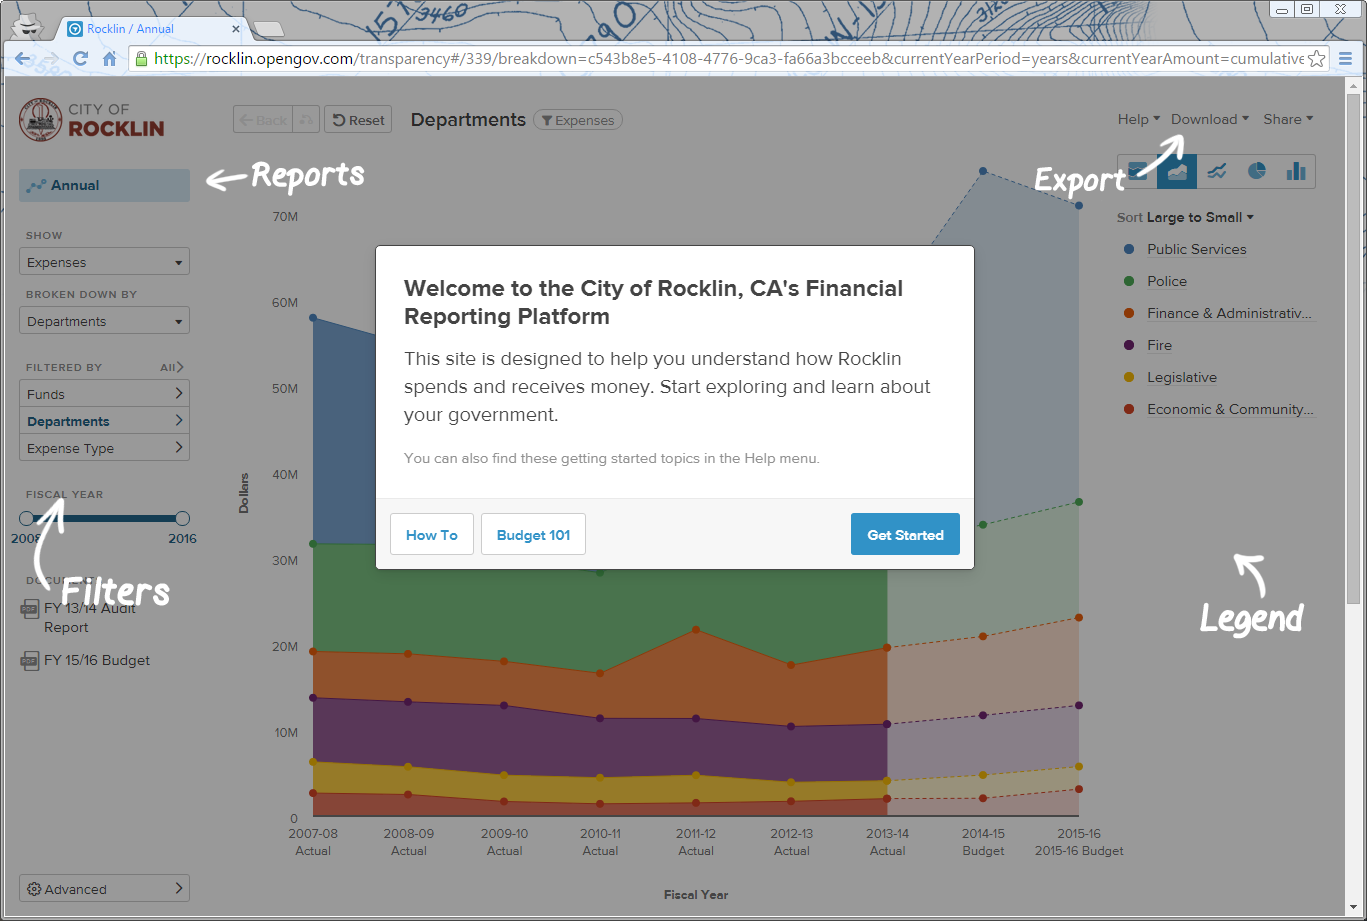 Rocklin / Annual
https://rocklin.opengov.com/transparency#/339/breakdown=c543b8e5-4108-4776-9ca3-fa66a3bcceeb&currentYearPeriod=years&currentYearAmount=cumulative
3460
3120
CITY OF
ROCKLIN
Back
Reset
Departments
Expenses
Help
Download
Share
Annual
Reports
Export
SHOW
Expenses
BROKEN DOWN BY
Departments
FILTERED BY
All
Funds
Departments
Expense Type
FISCAL YEAR
2008
2016
Filters
FY 13/14 Audit
Report
FY 15/16 Budget
Advanced
Sort Large to Small
Public Services
Police
Finance & Administrativ...
Fire
Legislative
Economic & Community...
Legend
Welcome to the City of Rocklin, CA's Financial
Reporting Platform
This site is designed to help you understand how Rocklin
spends and receives money. Start exploring and learn about
your government.
You can also find these getting started topics in the Help menu.
How To
Budget 101
Get Started
Dollars
70M
60M
50M
40M
30M
20M
10M
0
2007-08
Actual
2008-09
Actual
2009-10
Actual
2010-11
Actual
2011-12
Actual
2012-13
Actual
2013-14
Actual
2014-15
Budget
2015-16
2015-16 Budget
Fiscal Year